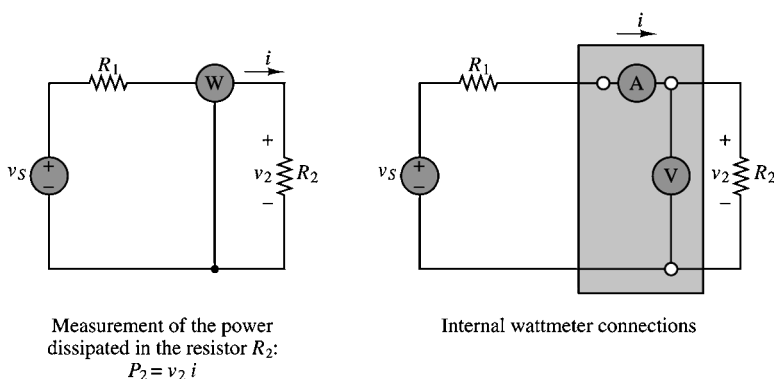 i
R1
W
+
vS
+
−
v2
R2
−
Measurement of the power
dissipated in the resistor R2:
P2 = v2 i
i
R1
A
+
vS
+
−
V
v2
R2
−
Internal wattmeter connections